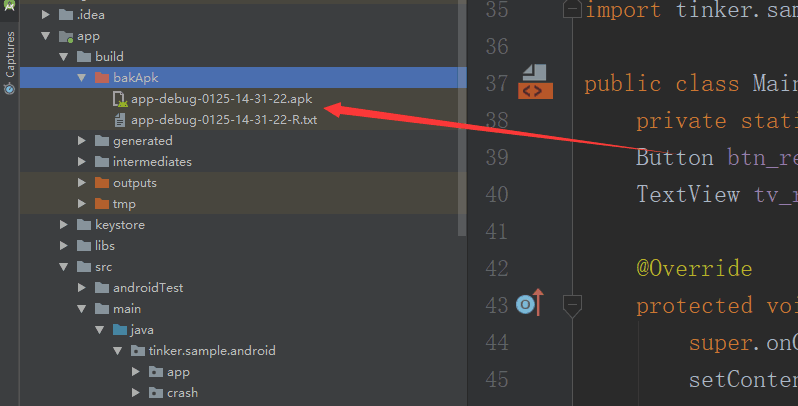 Captures
.idea
app
build
bakApk
app-debug-0125-14-31-22.apk
app-debug-0125-14-31-22-R.txt
generated
intermediates
outputs
tmp
keystore
libs
src
androidTest
main
java
tinker.sample.android
app
crash
35 import tinker.sam
36
37 public class Main
38 private stati
39 Button btn_re
40 TextView tv_r
41
42 @Override
43 protected voi
44 super.onC
45 setConten